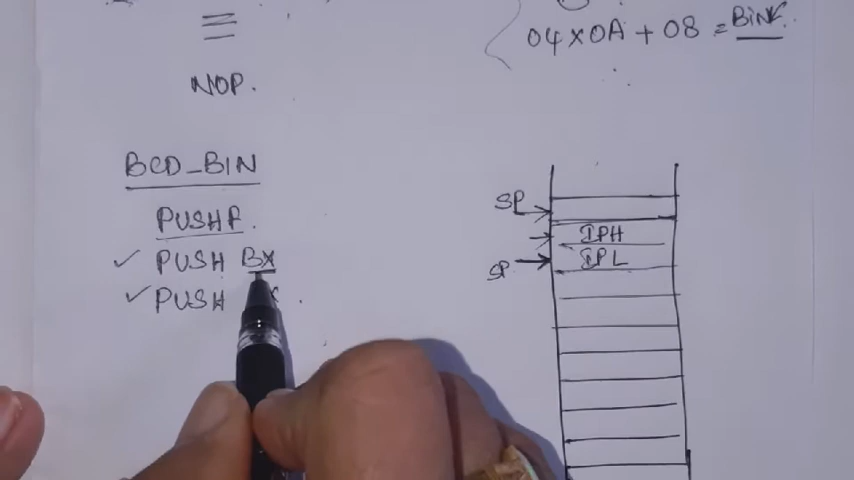 NOP.
04 X 0A + 08 = BIN
BCD_BIN
PUSHF.
✓ PUSH BX
✓ PUSH
SP
IPH
IPL
SP